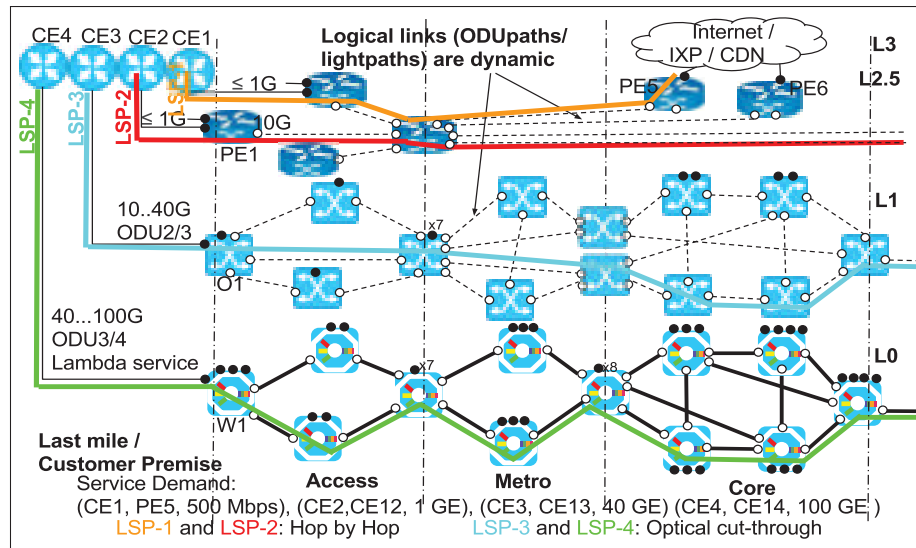 CE4 CE3 CE2 CE1
Logical links (ODUpaths/
lightpaths) are dynamic
Internet /
IXP / CDN
L3
L2.5
≤ 1G
PE5
PE6
LSP-4
LSP-3
LSP-2
≤ 1G
10G
PE1
10..40G
ODU2/3
x7
L1
O1
40...100G
ODU3/4
Lambda service
x7
x8
L0
W1
Last mile /
Customer Premise
Access
Metro
Core
Service Demand:
(CE1, PE5, 500 Mbps), (CE2,CE12, 1 GE), (CE3, CE13, 40 GE) (CE4, CE14, 100 GE )
LSP-1 and LSP-2: Hop by Hop LSP-3 and LSP-4: Optical cut-through